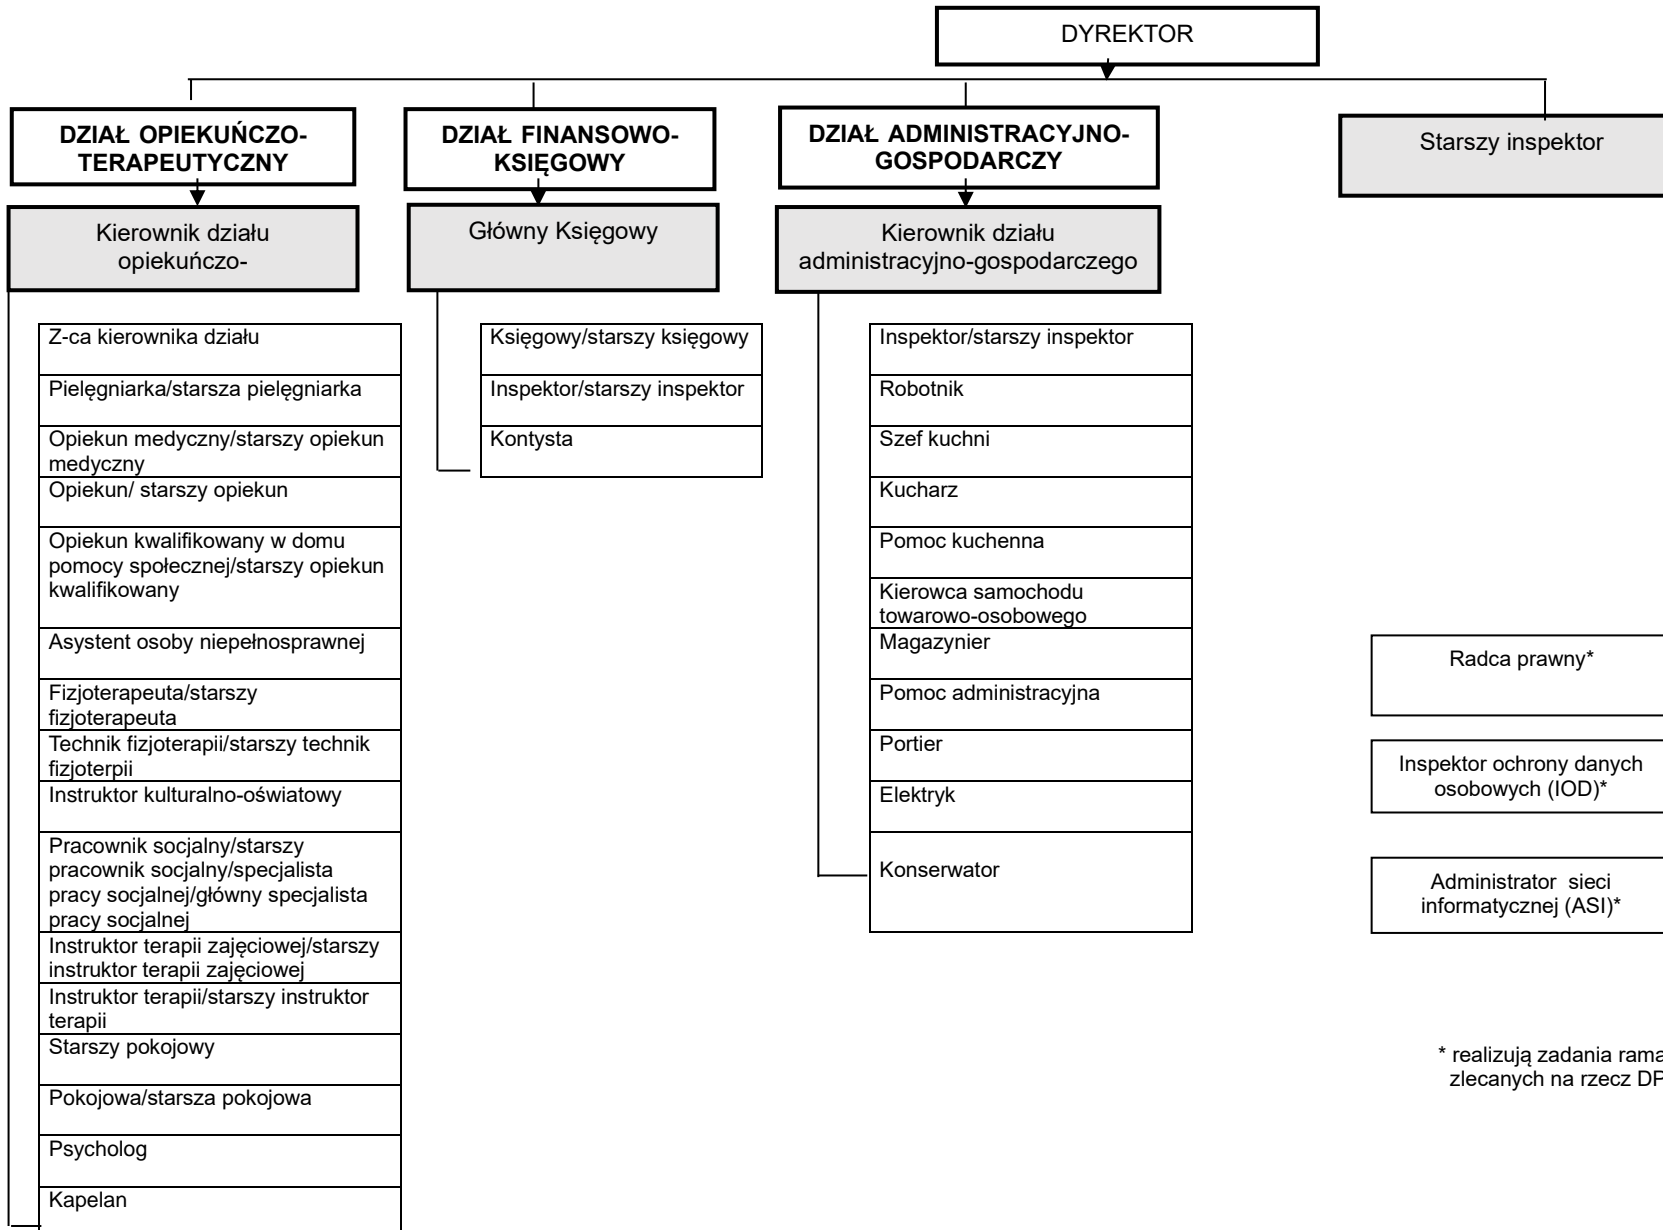 DYREKTOR
DZIAŁ OPIEKUŃCZO-
TERAPEUTYCZNY
DZIAŁ FINANSOWO-
KSIĘGOWY
DZIAŁ ADMINISTRACYJNO-
GOSPODARCZY
Starszy inspektor
Kierownik działu
opiekuńczo-
Główny Księgowy
Kierownik działu
administracyjno-gospodarczego
Z-ca kierownika działu
Pielęgniarka/starsza pielęgniarka
Opiekun medyczny/starszy opiekun
medyczny
Opiekun/ starszy opiekun
Opiekun kwalifikowany w domu
pomocy społecznej/starszy opiekun
kwalifikowany
Asystent osoby niepełnosprawnej
Fizjoterapeuta/starszy
fizjoterapeuta
Technik fizjoterapii/starszy technik
fizjoterpii
Instruktor kulturalno-oświatowy
Pracownik socjalny/starszy
pracownik socjalny/specjalista
pracy socjalnej/główny specjalista
pracy socjalnej
Instruktor terapii zajęciowej/starszy
instruktor terapii zajęciowej
Instruktor terapii/starszy instruktor
terapii
Starszy pokojowy
Pokojowa/starsza pokojowa
Psycholog
Kapelan
Księgowy/starszy księgowy
Inspektor/starszy inspektor
Kontysta
Inspektor/starszy inspektor
Robotnik
Szef kuchni
Kucharz
Pomoc kuchenna
Kierowca samochodu
towarowo-osobowego
Magazynier
Pomoc administracyjna
Portier
Elektryk
Konserwator
Radca prawny*
Inspektor ochrony danych
osobowych (IOD)*
Administrator sieci
informatycznej (ASI)*
* realizują zadania rama
zlecanych na rzecz DP